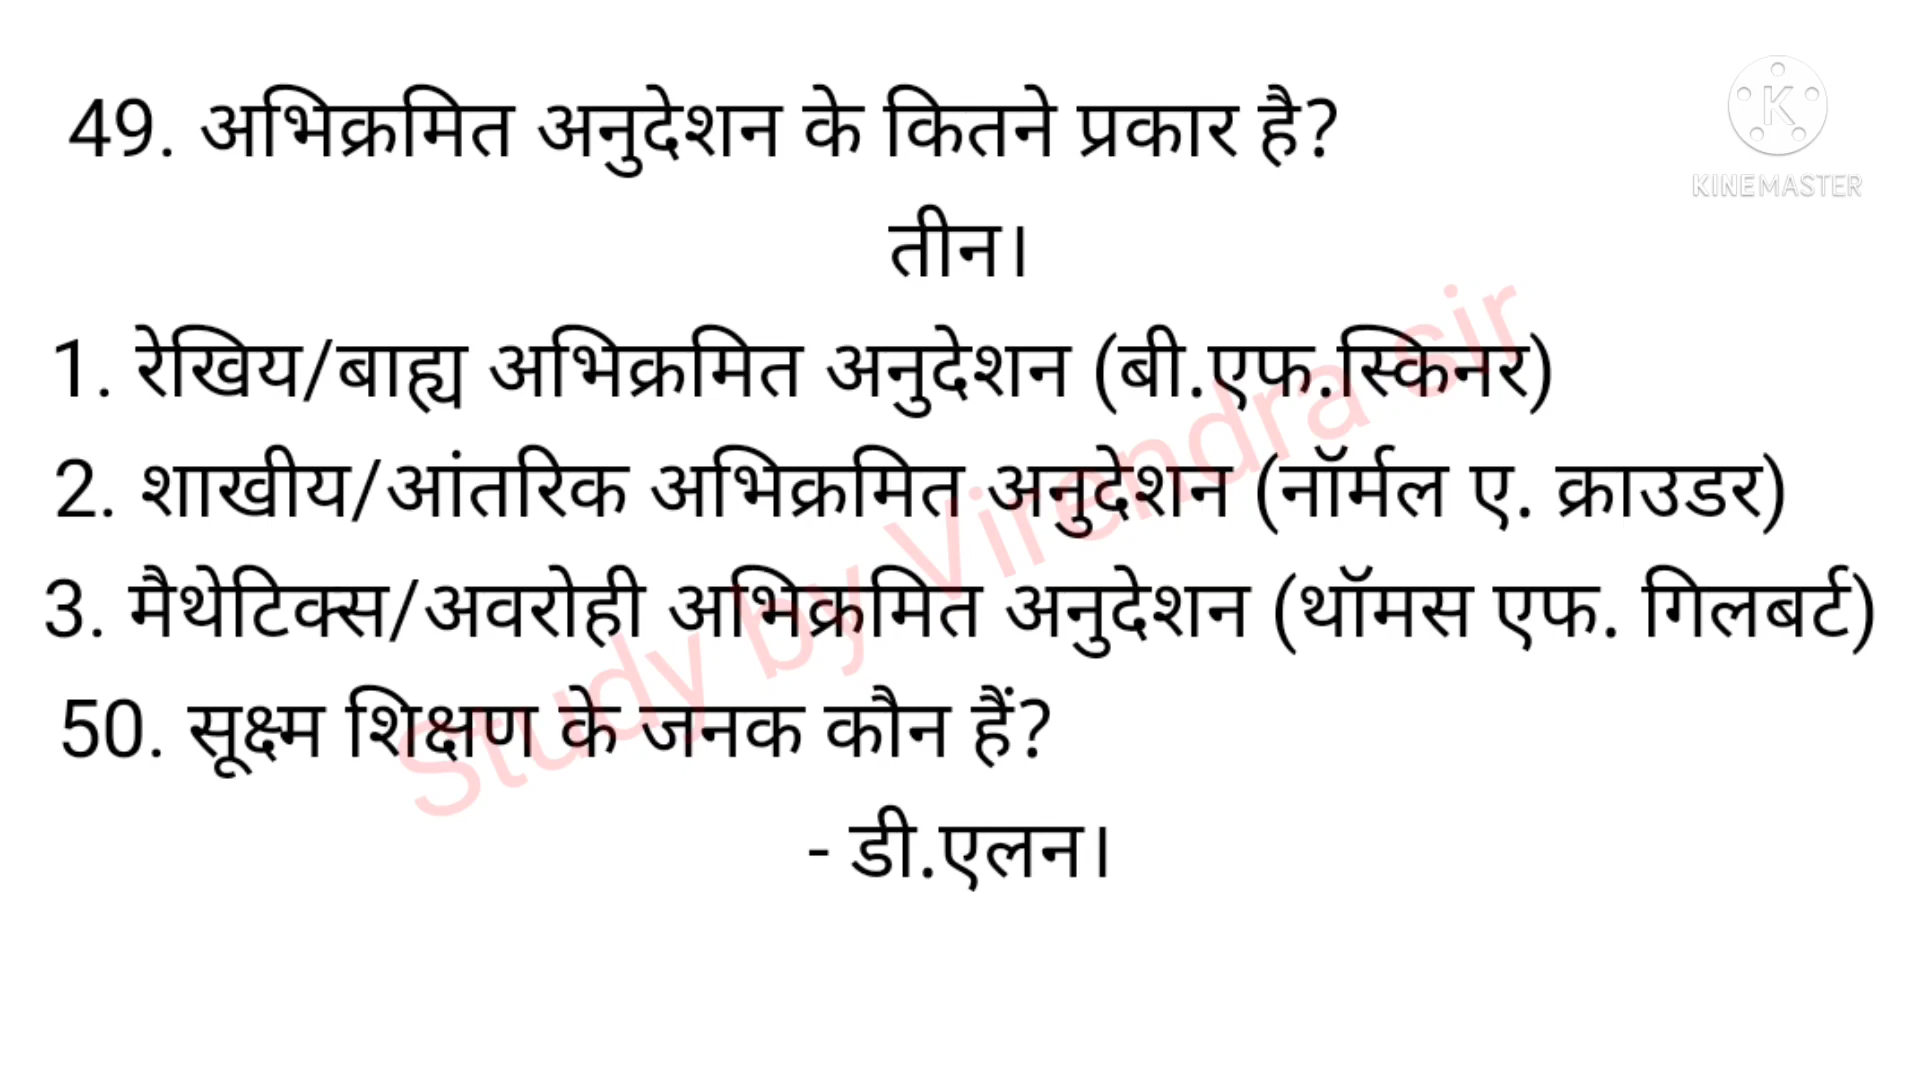 49. अभिक्रमित अनुदेशन के कितने प्रकार है?
KINEMASTER
तीन।
1. रेखिय/बाह्य अभिक्रमित अनुदेशन (बी.एफ.स्किनर)
2. शाखीय/आंतरिक अभिक्रमित अनुदेशन (नॉर्मल ए. क्राउडर)
3. मैथेटिक्स/अवरोही अभिक्रमित अनुदेशन (थॉमस एफ. गिलबर्ट)
Study by Virendra sir
50. सूक्ष्म शिक्षण के जनक कौन हैं?
- डी.एलन।